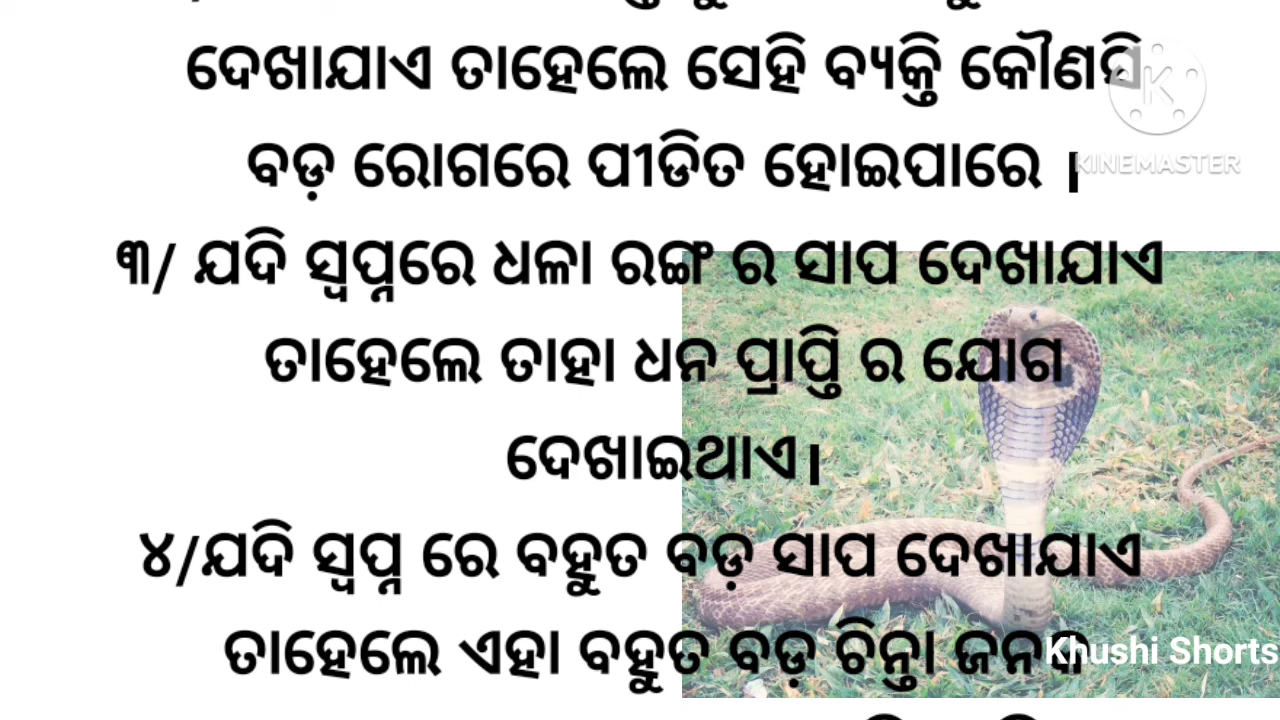 ଦେଖାଯାଏ ତାହେଲେ ସେହି ବ୍ୟକ୍ତି କୌଣସି
ବଡ଼ ରୋଗରେ ପୀଡିତ ହୋଇପାରେ |
KINEMASTER
୩/ ଯଦି ସ୍ୱପ୍ନରେ ଧଳା ରଙ୍ଗ ର ସାପ ଦେଖାଯାଏ
ତାହେଲେ ତାହା ଧନ ପ୍ରାପ୍ତି ର ଯୋଗ
ଦେଖାଇଥାଏ|
୪/ଯଦି ସ୍ୱପ୍ନ ରେ ବହୁତ ବଡ଼ ସାପ ଦେଖାଯାଏ
ତାହେଲେ ଏହା ବହୁତ ବଡ଼ ଚିନ୍ତା ଜନକ
Khushi Shorts